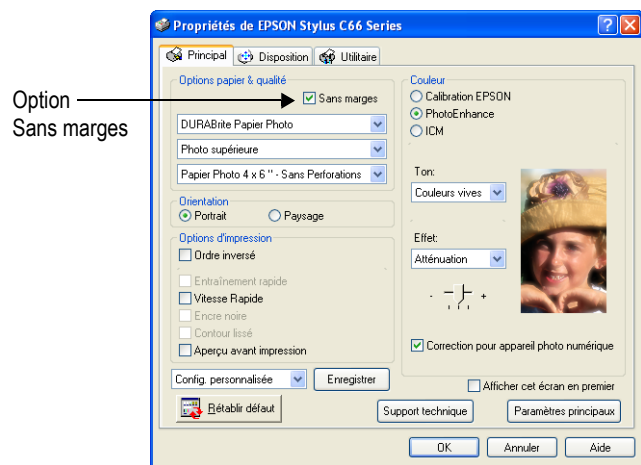 Propriétés de EPSON Stylus C66 Series
Principal
Disposition
Utilitaire
Option
Sans marges
Options papier & qualité
Sans marges
DURABrite Papier Photo
Photo supérieure
Papier Photo 4 x 6 " - Sans Perforations
Orientation
Portrait
Paysage
Options d'impression
Ordre inversé
Entraînement rapide
Vitesse Rapide
Encre noire
Contour lissé
Aperçu avant impression
Couleur
Calibration EPSON
PhotoEnhance
ICM
Ton:
Couleurs vives
Effet:
Atténuation
- +
Correction pour appareil photo numérique
Config. personnalisée
Enregistrer
Afficher cet écran en premier
Rétablir défaut
Support technique
Paramètres principaux
OK
Annuler
Aide